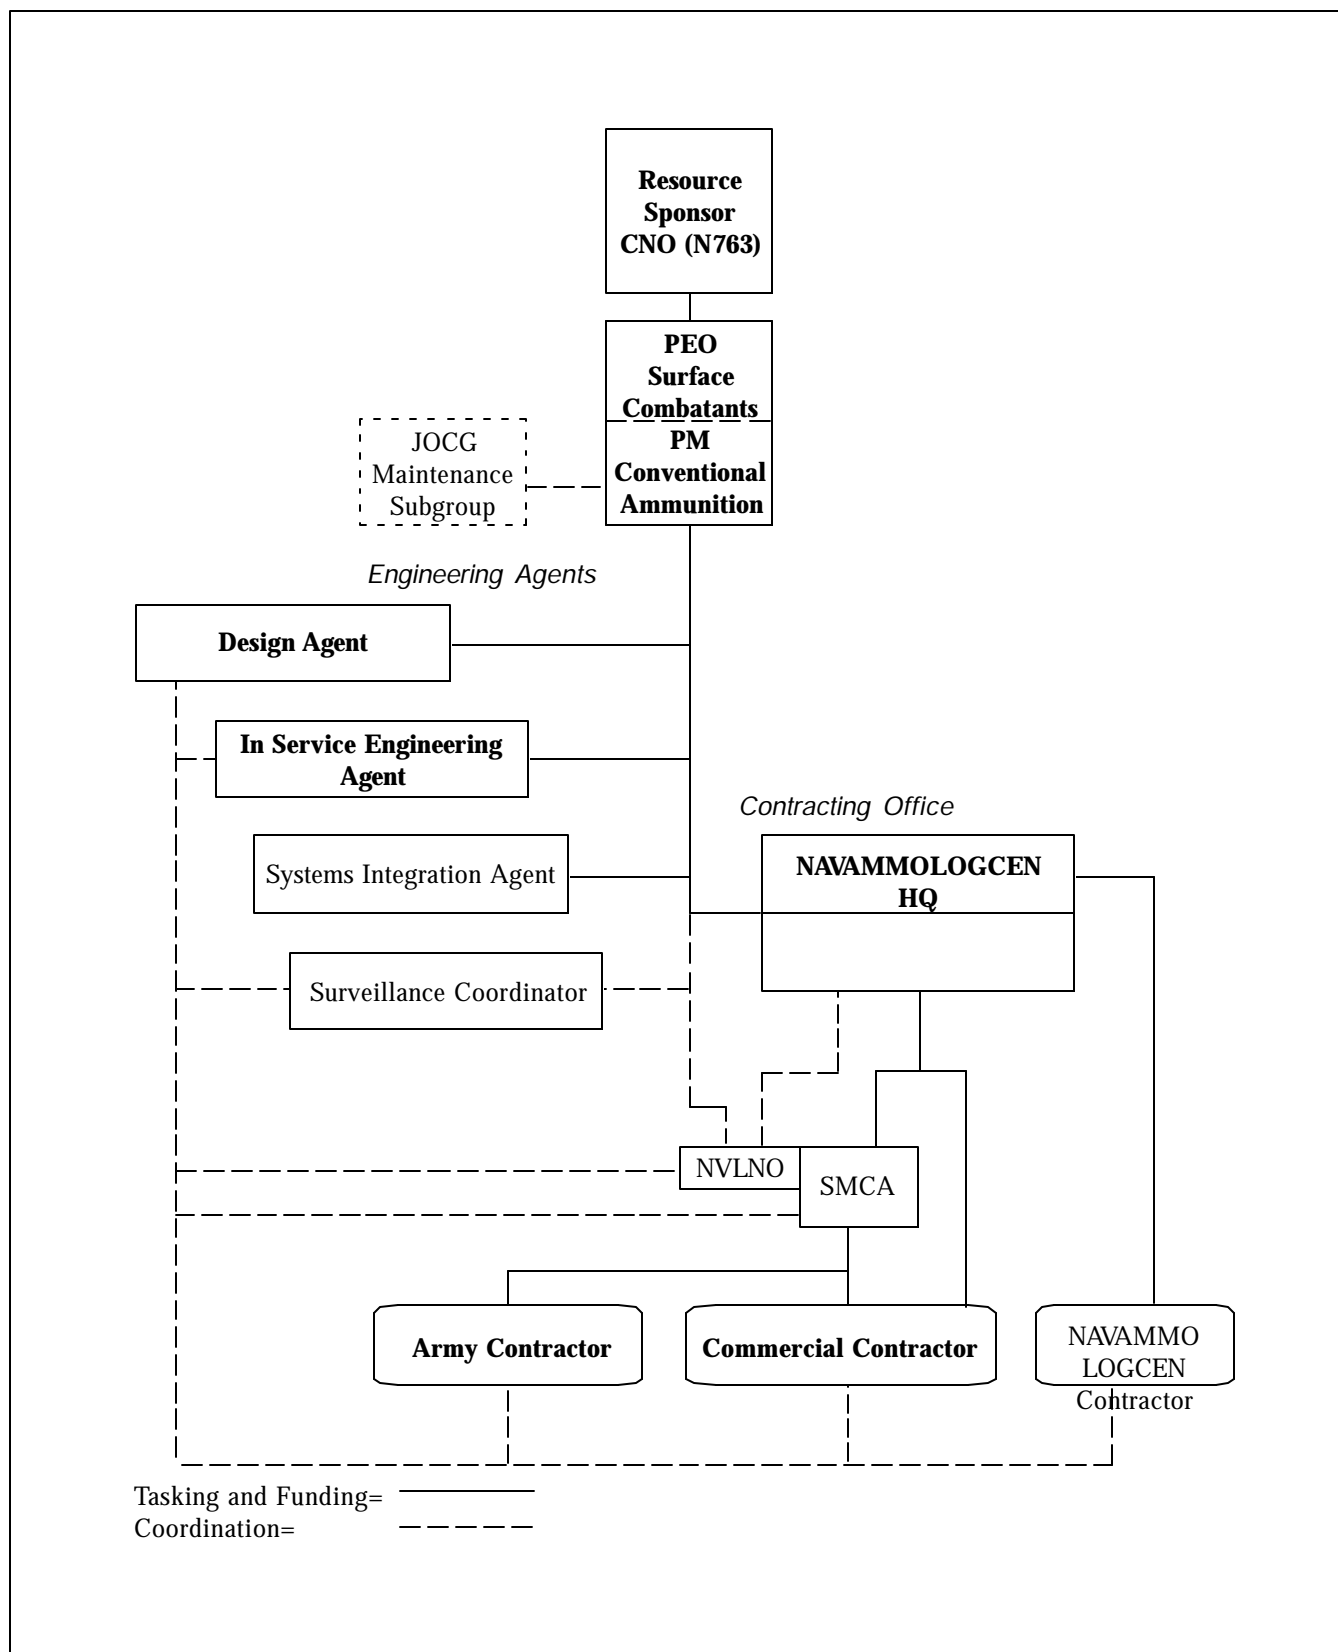 Resource
Sponsor
CNO (N763)
PEO
Surface
Combatants
PM
Conventional
Ammunition
JOCG
Maintenance
Subgroup
Engineering Agents
Design Agent
In Service Engineering
Agent
Contracting Office
Systems Integration Agent
NAVAMMOLOGCEN
HQ
Surveillance Coordinator
NVLNO
SMCA
Army Contractor
Commercial Contractor
NAVAMMO
LOGCEN
Contractor
Tasking and Funding=
Coordination=